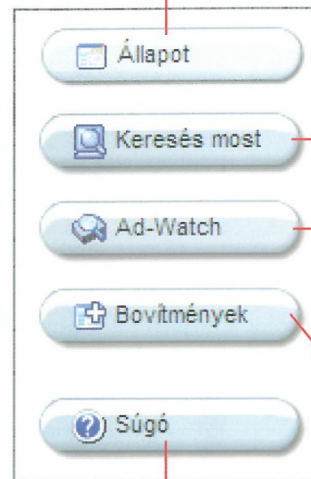 Állapot
Keresés most
Ad-Watch
Bovítmények
Súgó